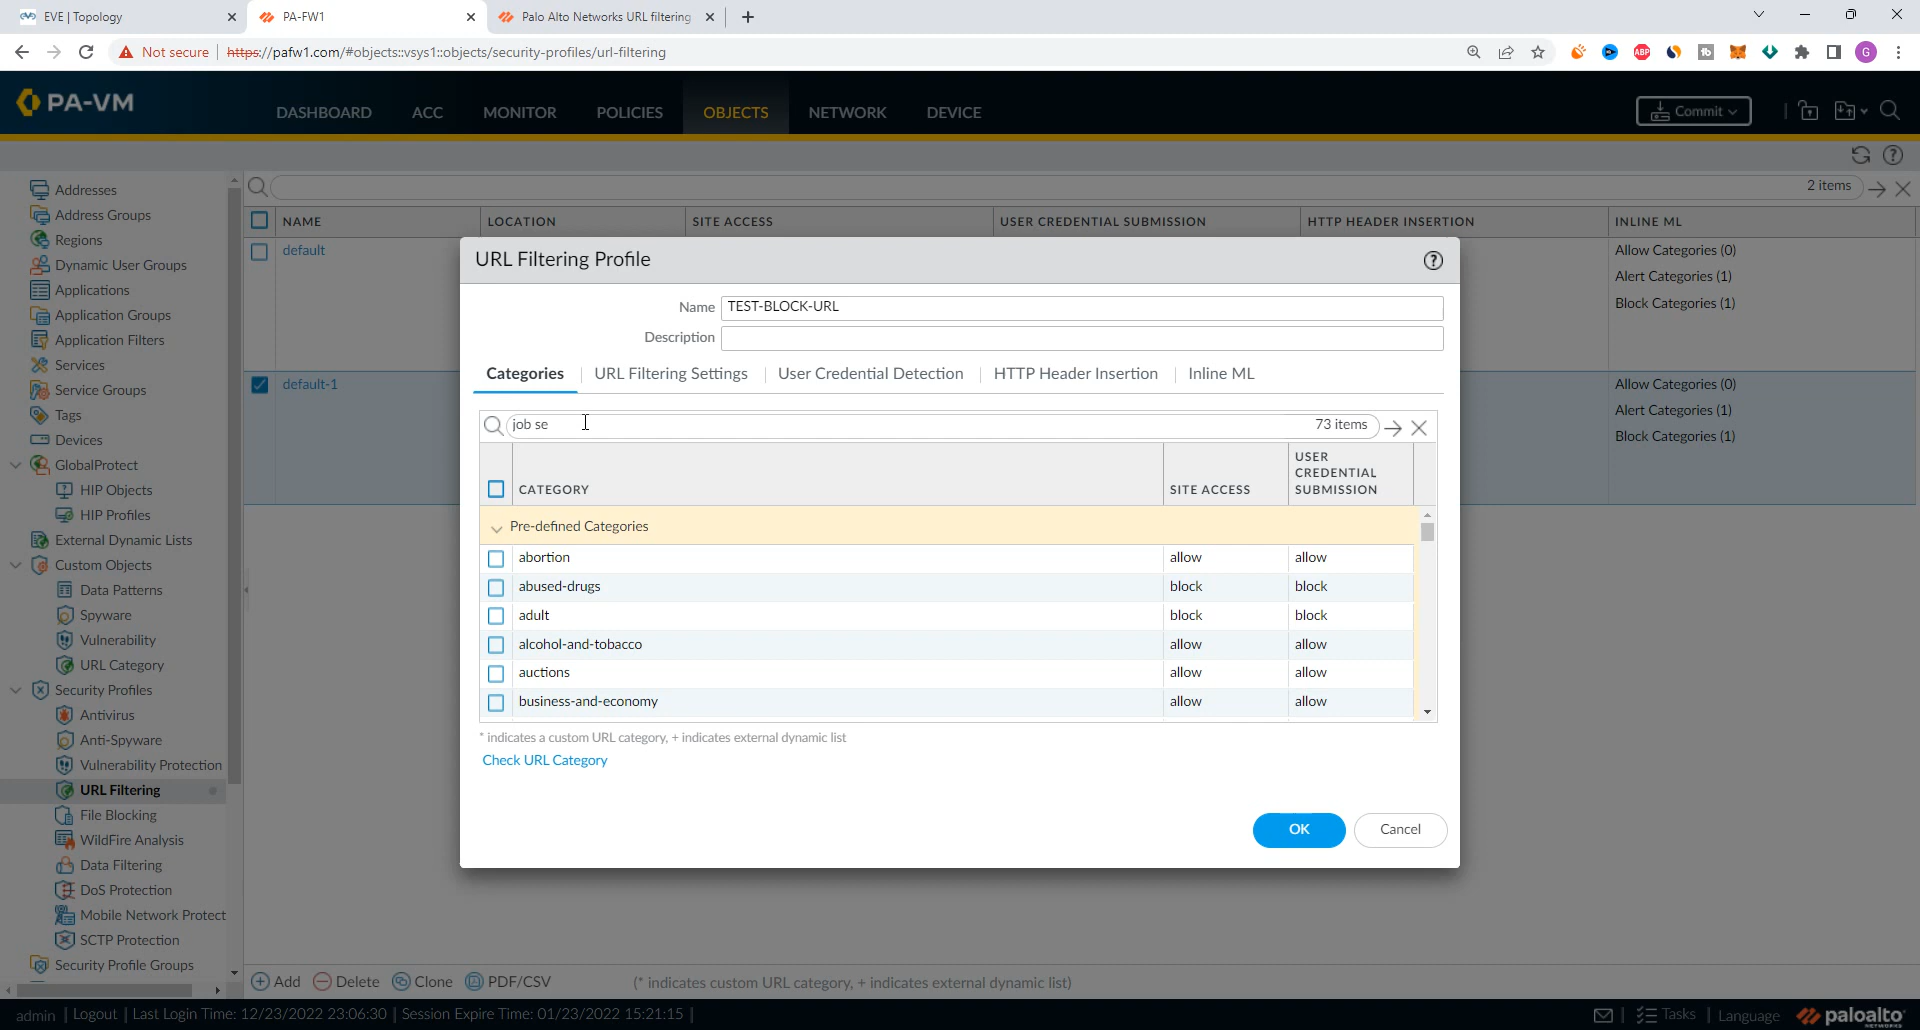 EVE | Topology
PA-FW1
Palo Alto Networks URL filtering
Not secure
https://pafw1.com/#objects::vsys1::objects/security-profiles/url-filtering
ABP
G
PA-VM
DASHBOARD
ACC
MONITOR
POLICIES
OBJECTS
NETWORK
DEVICE
Commit
Addresses
Address Groups
Regions
Dynamic User Groups
Applications
Application Groups
Application Filters
Services
Service Groups
Tags
Devices
GlobalProtect
HIP Objects
HIP Profiles
External Dynamic Lists
Custom Objects
Data Patterns
Spyware
Vulnerability
URL Category
Security Profiles
Antivirus
Anti-Spyware
Vulnerability Protection
URL Filtering
File Blocking
WildFire Analysis
Data Filtering
DoS Protection
Mobile Network Protect
SCTP Protection
Security Profile Groups
2 items
NAME
LOCATION
SITE ACCESS
USER CREDENTIAL SUBMISSION
HTTP HEADER INSERTION
INLINE ML
default
Allow Categories (0)
Alert Categories (1)
Block Categories (1)
default-1
Allow Categories (0)
Alert Categories (1)
Block Categories (1)
URL Filtering Profile
Name TEST-BLOCK-URL
Description
Categories
URL Filtering Settings
User Credential Detection
HTTP Header Insertion
Inline ML
job se
73 items
CATEGORY
SITE ACCESS
USER
CREDENTIAL
SUBMISSION
Pre-defined Categories
abortion allow allow
abused-drugs block block
adult block block
alcohol-and-tobacco allow allow
auctions allow allow
business-and-economy allow allow
* indicates a custom URL category, + indicates external dynamic list
Check URL Category
OK
Cancel
Add
Delete
Clone
PDF/CSV
(* indicates custom URL category, + indicates external dynamic list)
admin | Logout | Last Login Time: 12/23/2022 23:06:30 | Session Expire Time: 01/23/2022 15:21:15 |
Tasks | Language
paloalto
NETWORKS